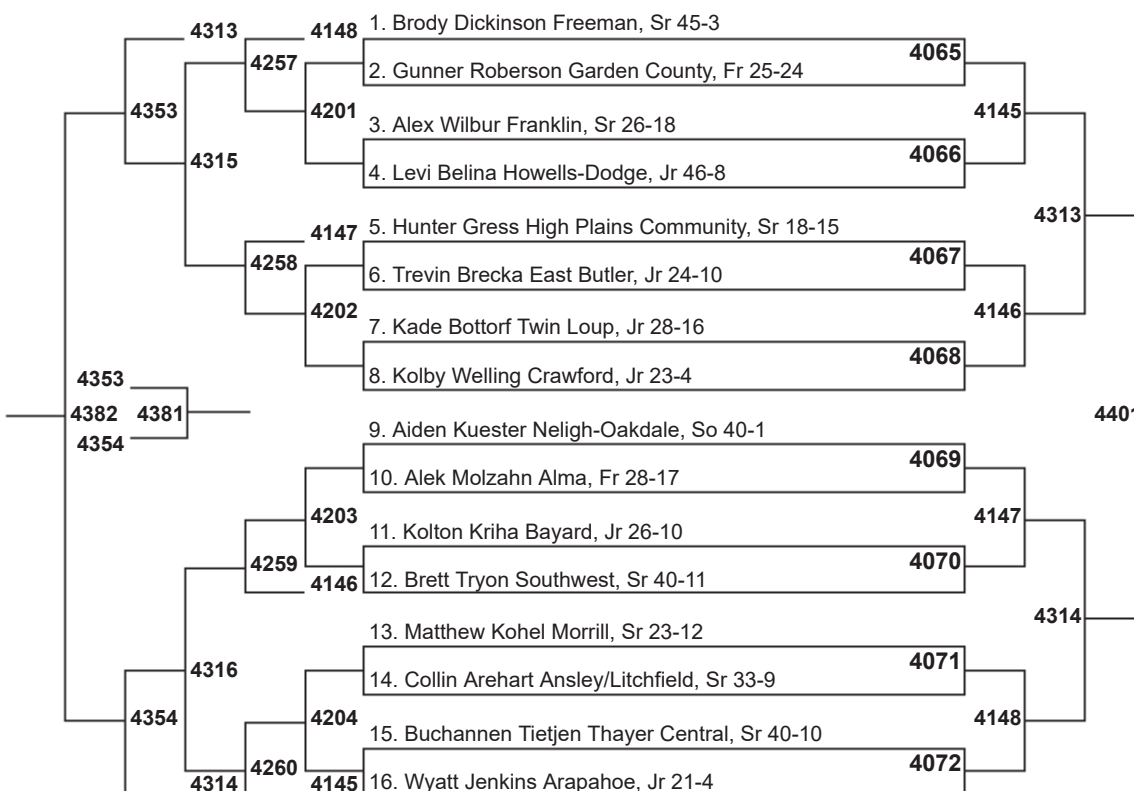 4313
4148
1. Brody Dickinson Freeman, Sr 45-3
4065
4257
2. Gunner Roberson Garden County, Fr 25-24
4353
4201
4145
3. Alex Wilbur Franklin, Sr 26-18
4066
4315
4. Levi Belina Howells-Dodge, Jr 46-8
4313
4147
5. Hunter Gress High Plains Community, Sr 18-15
4067
4258
6. Trevin Brecka East Butler, Jr 24-10
4202
4146
7. Kade Bottorf Twin Loup, Jr 28-16
4068
4353
8. Kolby Welling Crawford, Jr 23-4
4382
4381
4401
4354
9. Aiden Kuester Neligh-Oakdale, So 40-1
4069
10. Alek Molzahn Alma, Fr 28-17
4203
4147
11. Kolton Kriha Bayard, Jr 26-10
4070
4259
4146
12. Brett Tryon Southwest, Sr 40-11
4314
13. Matthew Kohel Morrill, Sr 23-12
4071
4316
14. Collin Arehart Ansley/Litchfield, Sr 33-9
4354
4204
4148
15. Buchannen Tietjen Thayer Central, Sr 40-10
4072
4260
4314
4145
16. Wyatt Jenkins Arapahoe, Jr 21-4